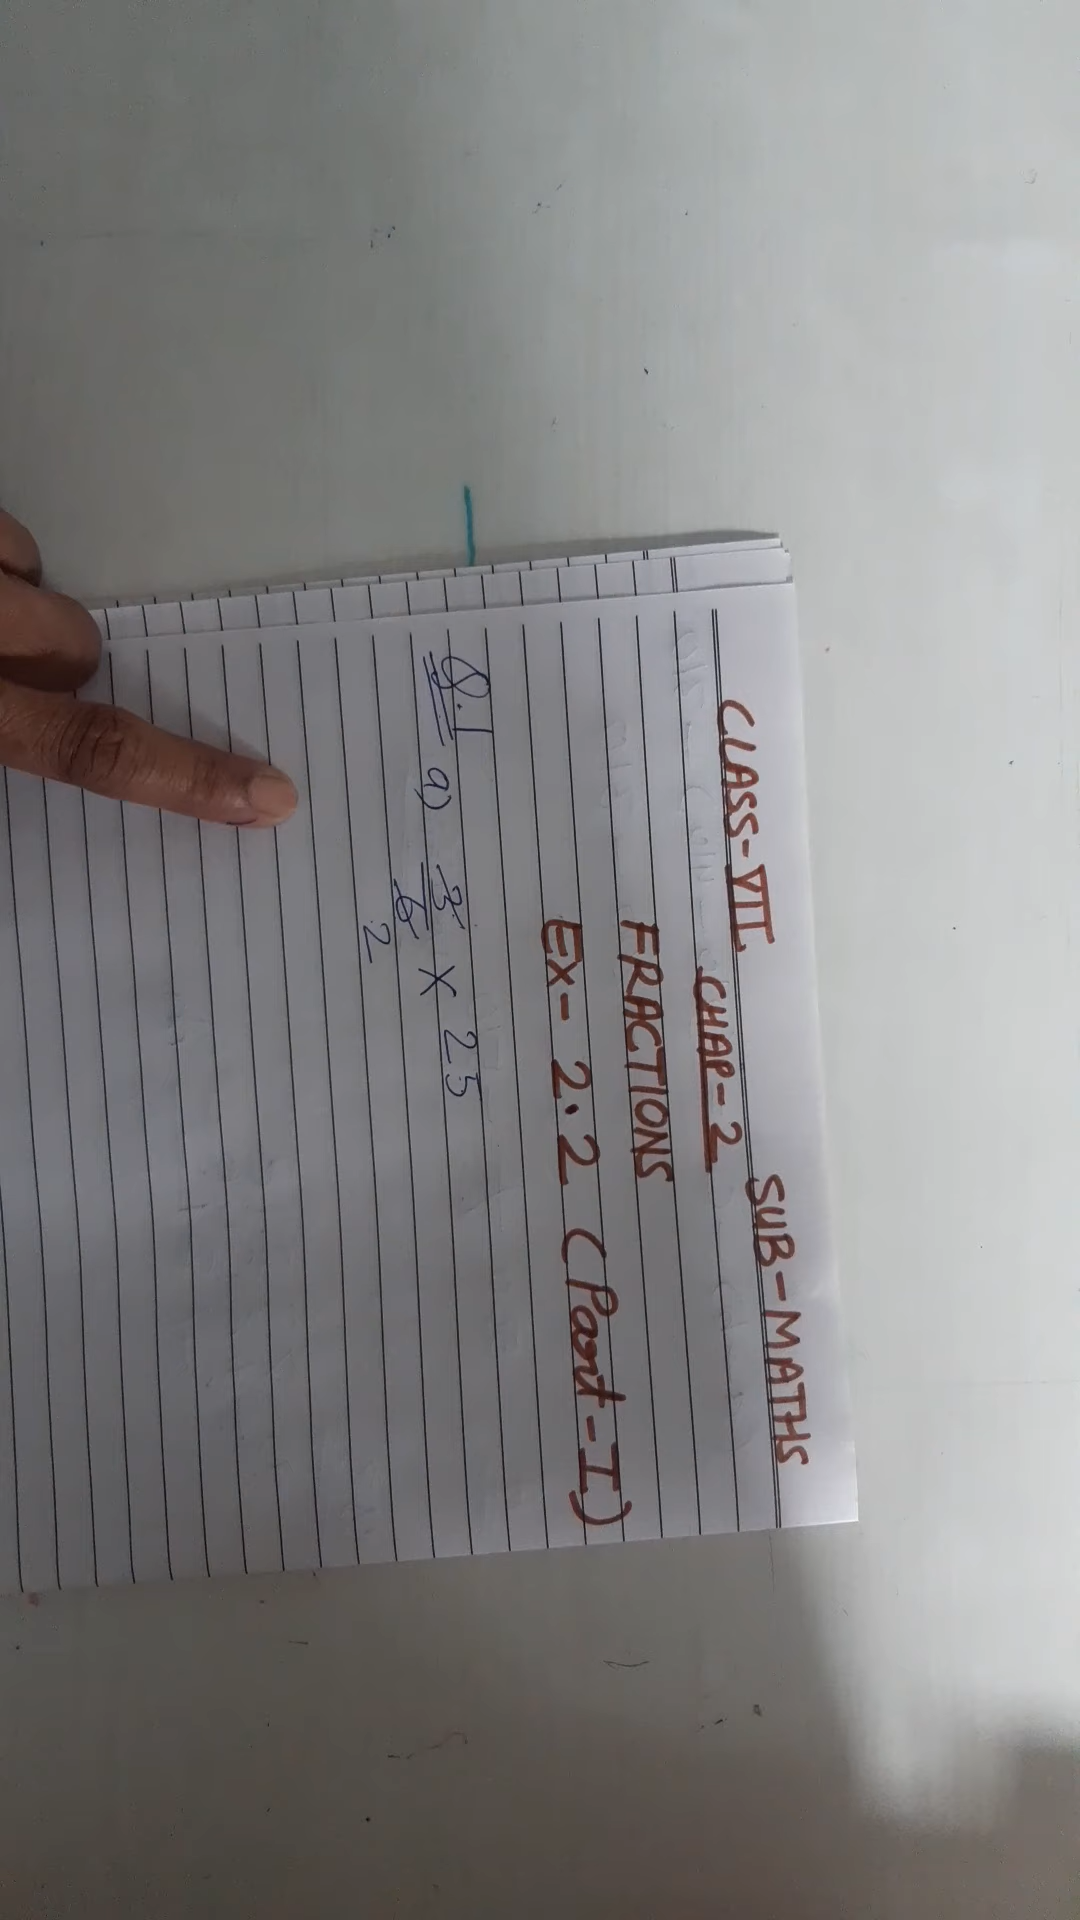 CLASS-VII SUB-MATHS
CHAP-2
FRACTIONS
EX-2.2 (Part-I)
Q.1 a) 3/6 × 25
2